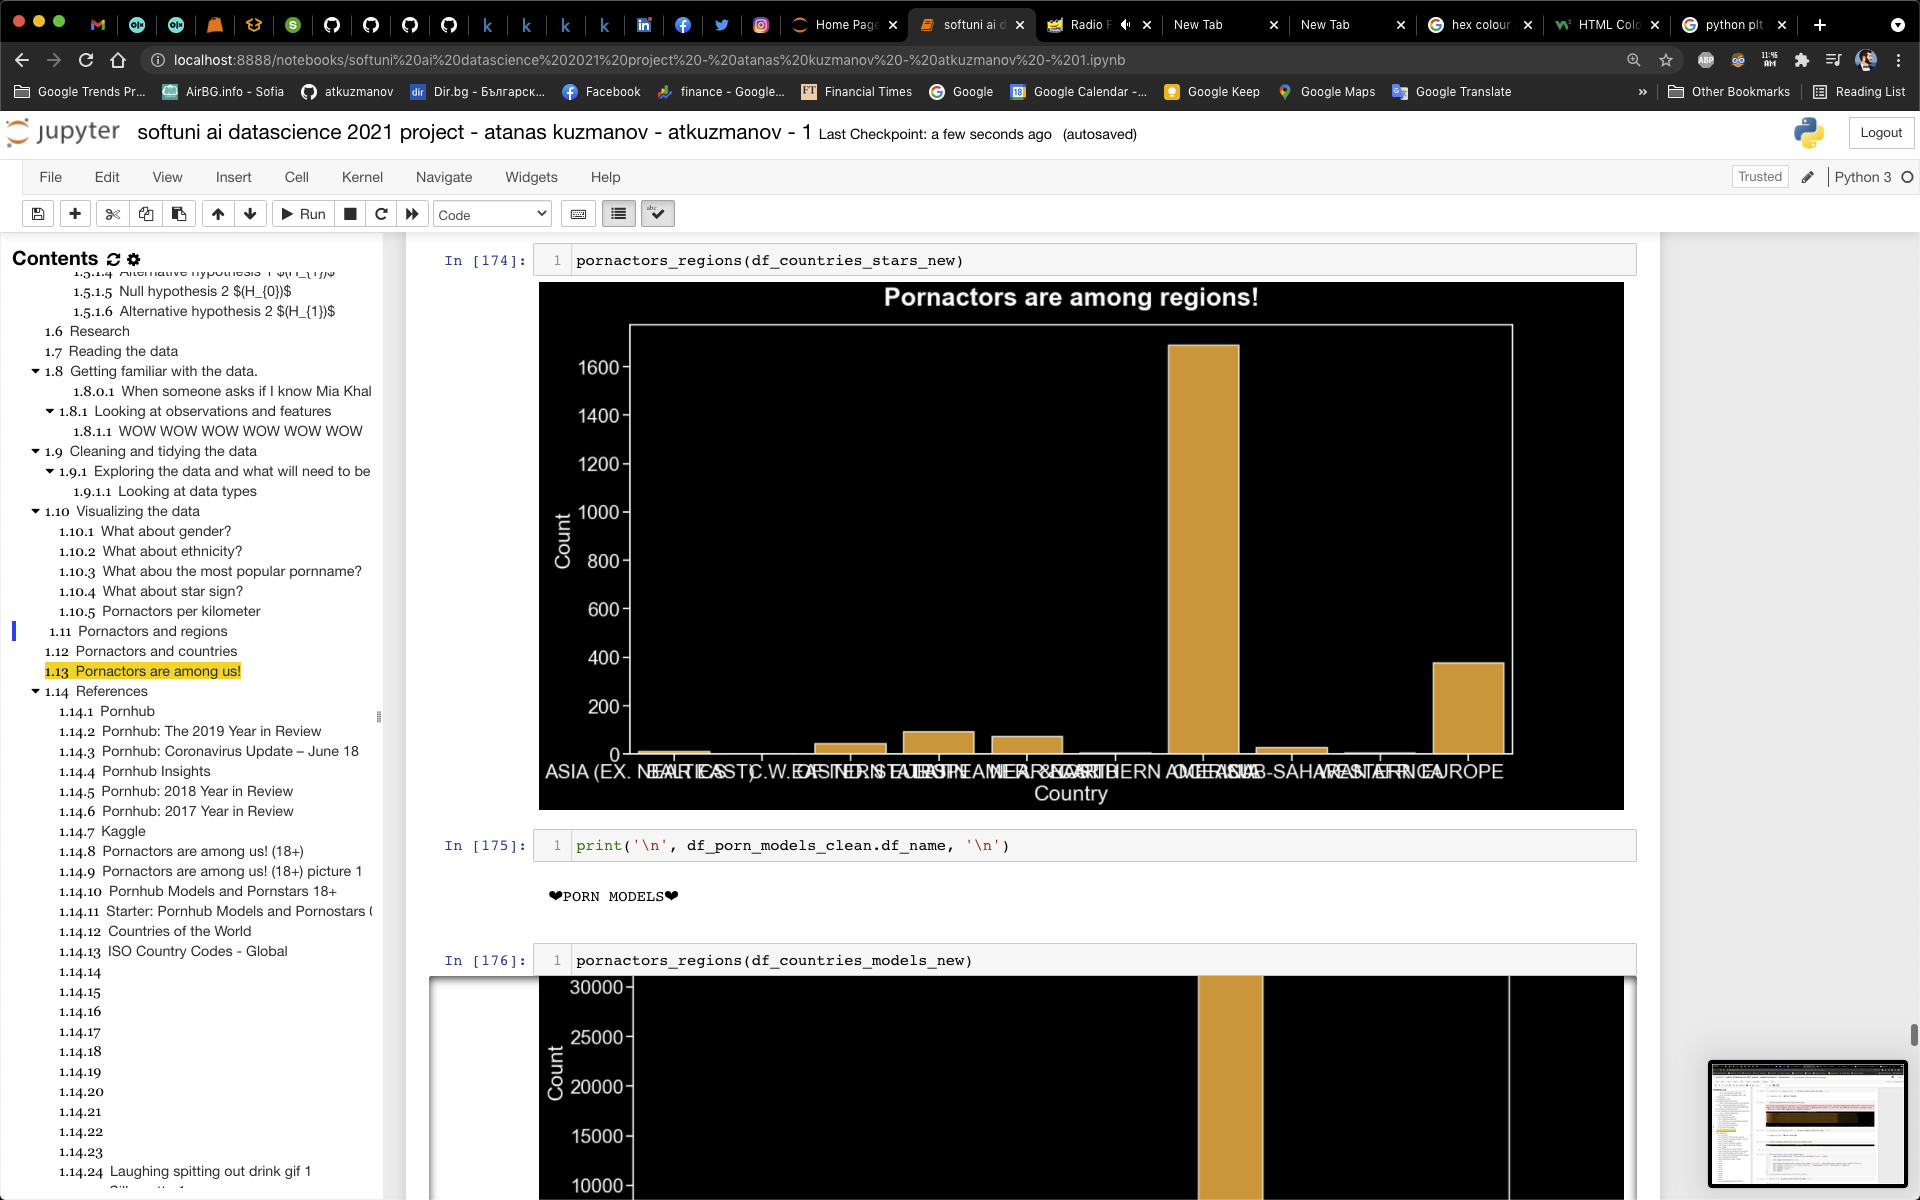 Home Page
softuni ai d
Radio F
New Tab
New Tab
hex colour
HTML Colo
python plt
localhost:8888/notebooks/softuni%20ai%20datascience%202021%20project%20-%20atanas%20kuzmanov%20-%20atkuzmanov%20-%201.ipynb
ABP
11:46 AM
Google Trends Pr...
AirBG.info - Sofia
atkuzmanov
dir Dir.bg - Българск...
Facebook
finance - Google...
FT Financial Times
Google
18 Google Calendar -...
Google Keep
Google Maps
Google Translate
»
Other Bookmarks
Reading List
jupyter softuni ai datascience 2021 project - atanas kuzmanov - atkuzmanov - 1 Last Checkpoint: a few seconds ago (autosaved)
Logout
File Edit View Insert Cell Kernel Navigate Widgets Help
Trusted
Python 3
Run
Code
abc
Contents
1.5.1.4 Alternative hypothesis 1 $(H_{1})$
1.5.1.5 Null hypothesis 2 $(H_{0})$
1.5.1.6 Alternative hypothesis 2 $(H_{1})$
1.6 Research
1.7 Reading the data
1.8 Getting familiar with the data.
1.8.0.1 When someone asks if I know Mia Khal
1.8.1 Looking at observations and features
1.8.1.1 WOW WOW WOW WOW WOW WOW
1.9 Cleaning and tidying the data
1.9.1 Exploring the data and what will need to be
1.9.1.1 Looking at data types
1.10 Visualizing the data
1.10.1 What about gender?
1.10.2 What about ethnicity?
1.10.3 What abou the most popular pornname?
1.10.4 What about star sign?
1.10.5 Pornactors per kilometer
1.11 Pornactors and regions
1.12 Pornactors and countries
1.13 Pornactors are among us!
1.14 References
1.14.1 Pornhub
1.14.2 Pornhub: The 2019 Year in Review
1.14.3 Pornhub: Coronavirus Update – June 18
1.14.4 Pornhub Insights
1.14.5 Pornhub: 2018 Year in Review
1.14.6 Pornhub: 2017 Year in Review
1.14.7 Kaggle
1.14.8 Pornactors are among us! (18+)
1.14.9 Pornactors are among us! (18+) picture 1
1.14.10 Pornhub Models and Pornstars 18+
1.14.11 Starter: Pornhub Models and Pornostars
1.14.12 Countries of the World
1.14.13 ISO Country Codes - Global
1.14.14
1.14.15
1.14.16
1.14.17
1.14.18
1.14.19
1.14.20
1.14.21
1.14.22
1.14.23
1.14.24 Laughing spitting out drink gif 1
In [174]: 1 pornactors_regions(df_countries_stars_new)
Pornactors are among regions!
1600
1400
1200
1000
800
600
400
200
0
Count
ASIA (EX. NEAR EAST)
BALTICS
C.W. OF IND. STATES
EASTERN EUROPE
NORTHERN AMERICA
OCEANIA
SUB-SAHARAN AFRICA
EUROPE
Country
In [175]: 1 print('\n', df_porn_models_clean.df_name, '\n')
❤PORN MODELS❤
In [176]: 1 pornactors_regions(df_countries_models_new)
30000
25000
20000
15000
10000
Count